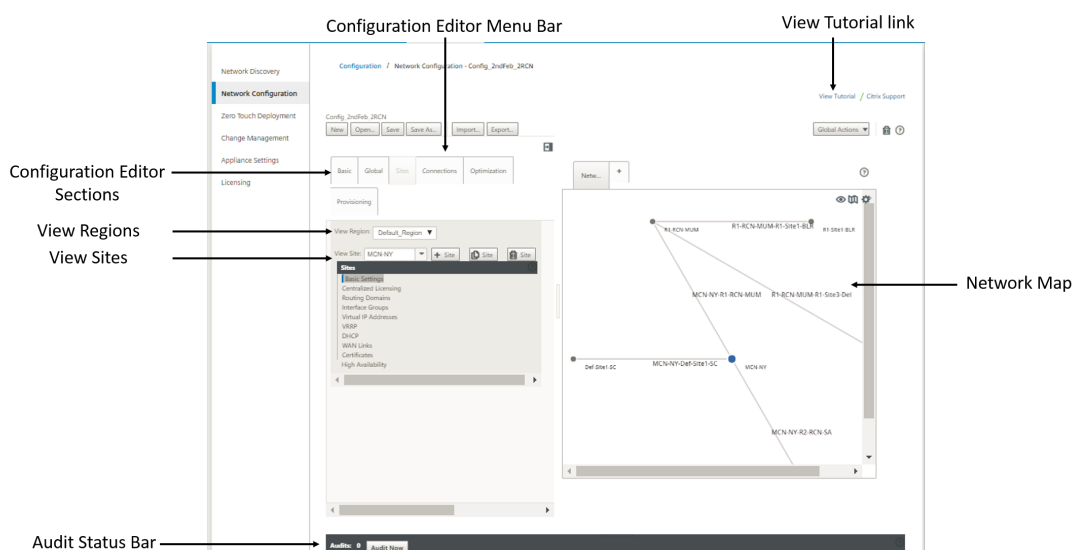 Configuration Editor Menu Bar
View Tutorial link
Configuration / Network Configuration - Config_2ndFeb_2RCN
View Tutorial / Citrix Support
Network Discovery
Network Configuration
Zero Touch Deployment
Change Management
Appliance Settings
Licensing
Config_2ndFeb_2RCN
New Open... Save Save As... Import... Export...
Global Actions ▼
Configuration Editor
Sections
Basic Global Sites Connections Optimization
Provisioning
Netw... +
View Regions
View Region: Default_Region ▼
View Sites
View Site: MCN-NY + Site Site Site
Sites
Basic Settings
Centralized Licensing
Routing Domains
Interface Groups
Virtual IP Addresses
VRRP
DHCP
WAN Links
Certificates
High Availability
R1-RCN-MUM R1-RCN-MUM-R1-Site1-BLR R1-Site1-BLR
MCN-NY-R1-RCN-MUM R1-RCN-MUM-R1-Site3-Del
Def-Site1-SC MCN-NY-Def-Site1-SC MCN-NY
MCN-NY-R2-RCN-SA
Network Map
Audit Status Bar
Audits: 0 Audit Now